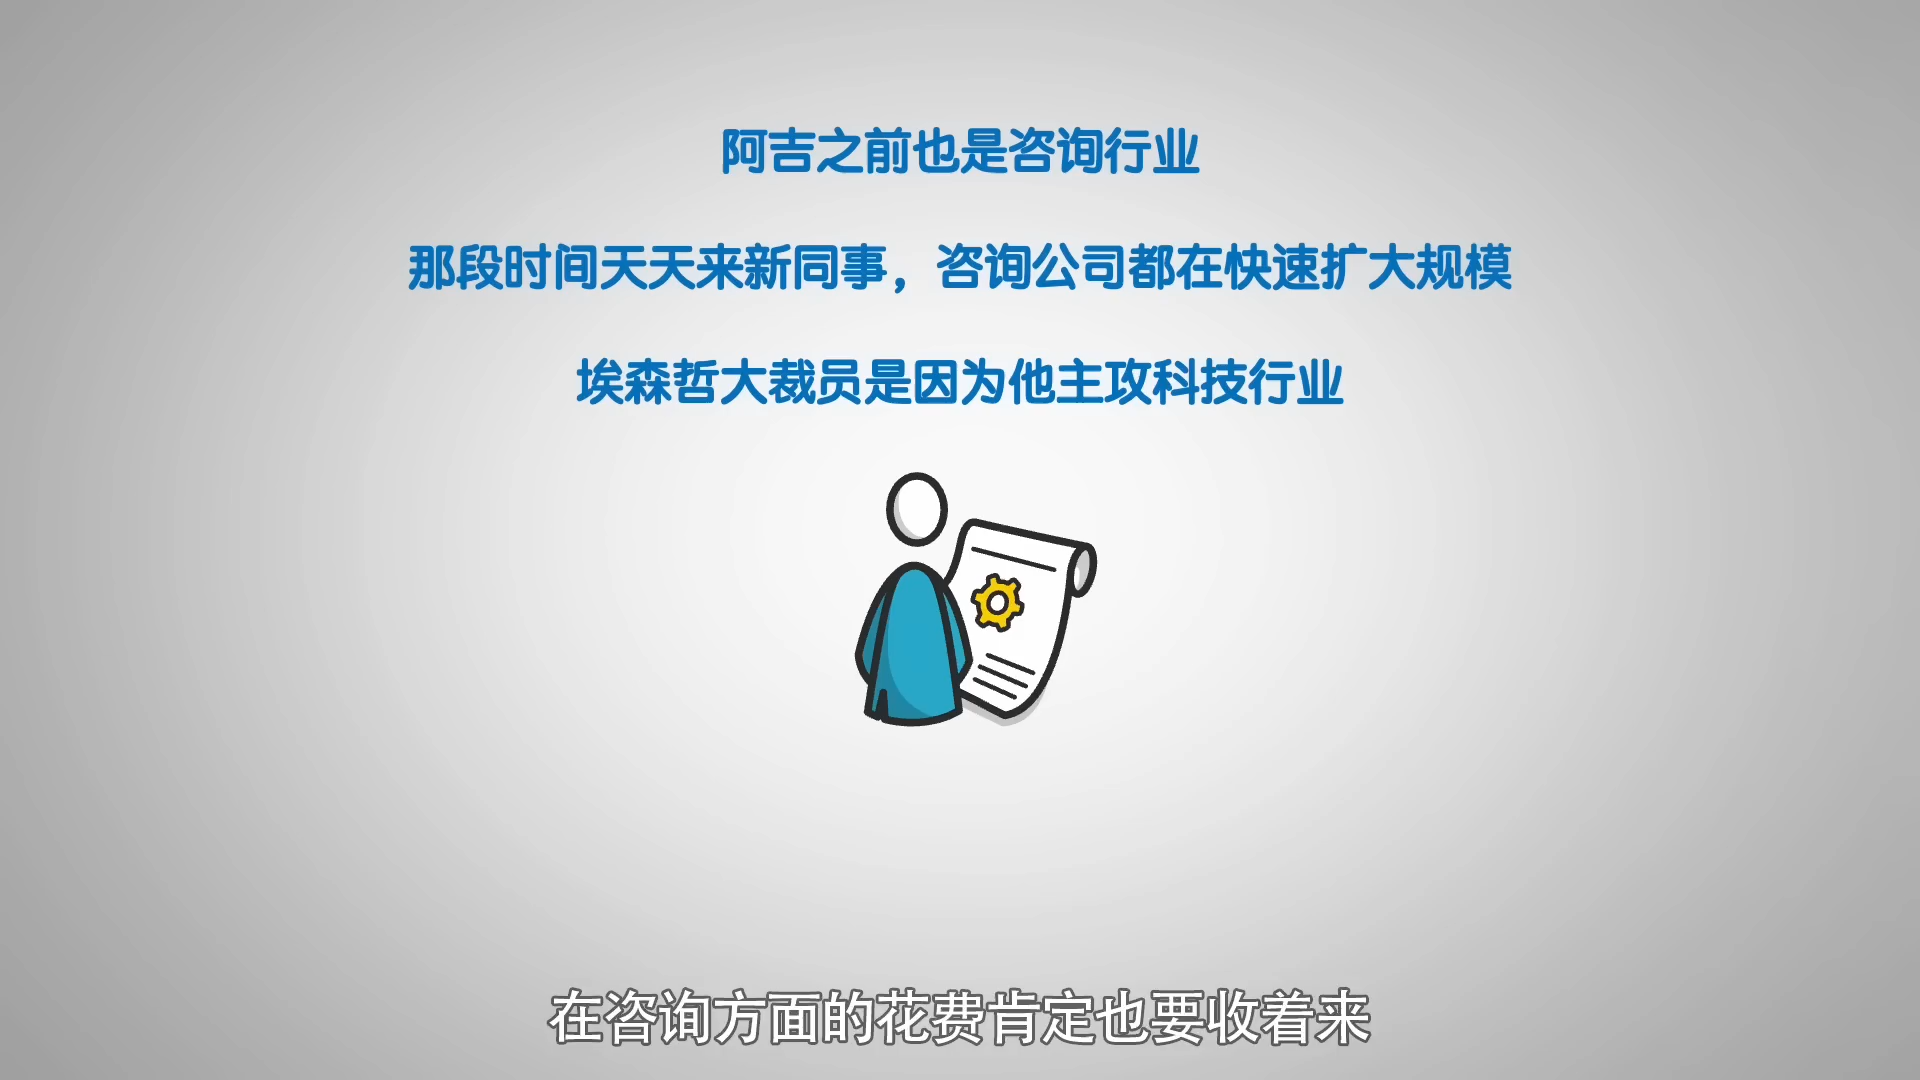 阿吉之前也是咨询行业
那段时间天天来新同事，咨询公司都在快速扩大规模
埃森哲大裁员是因为他主攻科技行业
在咨询方面的花费肯定也要收着来